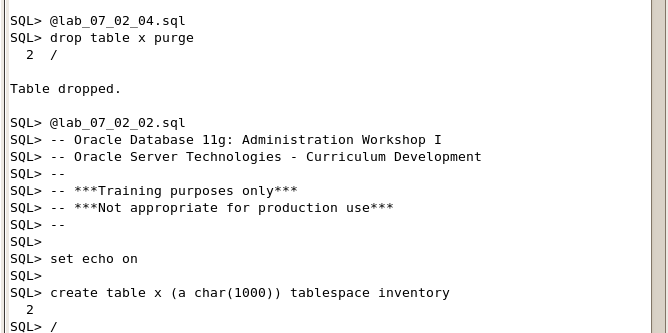 SQL> @lab_07_02_04.sql
SQL> drop table x purge
  2  /
Table dropped.
SQL> @lab_07_02_02.sql
SQL> -- Oracle Database 11g: Administration Workshop I
SQL> -- Oracle Server Technologies - Curriculum Development
SQL> --
SQL> -- ***Training purposes only***
SQL> -- ***Not appropriate for production use***
SQL> --
SQL>
SQL> set echo on
SQL>
SQL> create table x (a char(1000)) tablespace inventory
  2
SQL> /